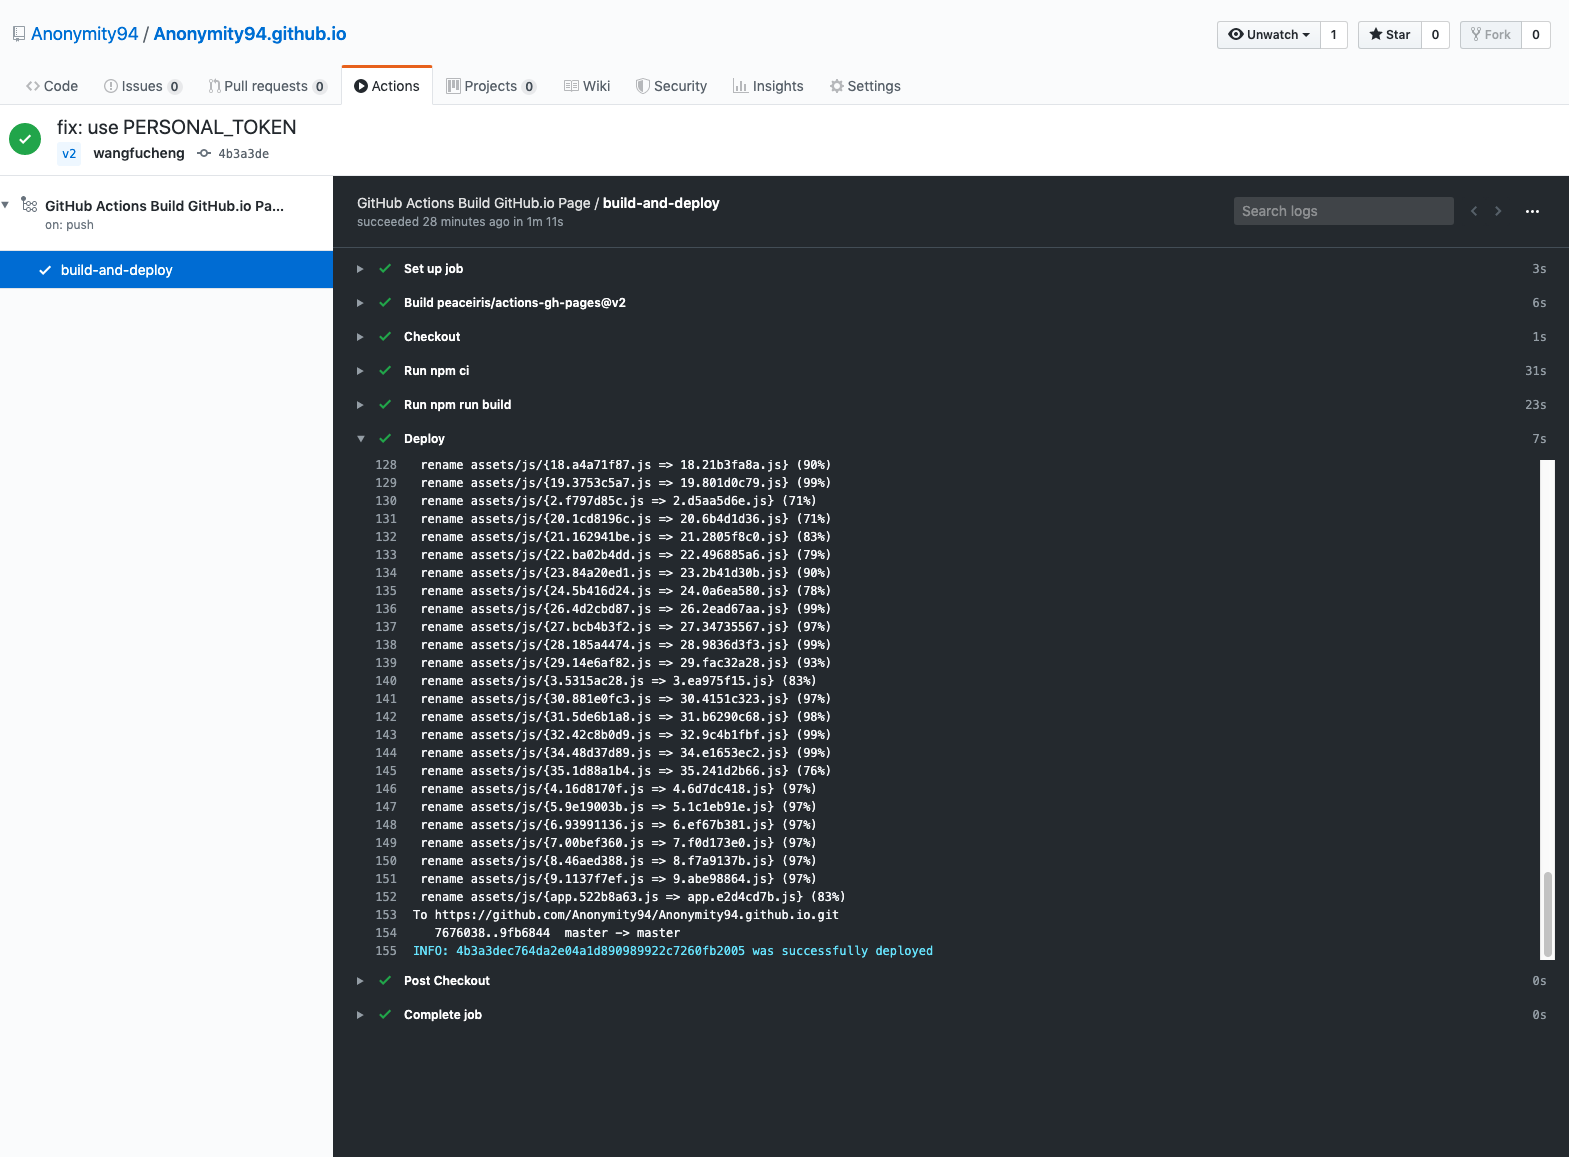 Anonymity94 / Anonymity94.github.io
Unwatch 1 Star 0 Fork 0
Code Issues 0 Pull requests 0 Actions Projects 0 Wiki Security Insights Settings
fix: use PERSONAL_TOKEN
v2 wangfucheng 4b3a3de
GitHub Actions Build GitHub.io Pa...
on: push
build-and-deploy
GitHub Actions Build GitHub.io Page / build-and-deploy
succeeded 28 minutes ago in 1m 11s
Search logs
Set up job 3s
Build peaceiris/actions-gh-pages@v2 6s
Checkout 1s
Run npm ci 31s
Run npm run build 23s
Deploy 7s
128 rename assets/js/{18.a4a71f87.js => 18.21b3fa8a.js} (90%)
129 rename assets/js/{19.3753c5a7.js => 19.801d0c79.js} (99%)
130 rename assets/js/{2.f797d85c.js => 2.d5aa5d6e.js} (71%)
131 rename assets/js/{20.1cd8196c.js => 20.6b4d1d36.js} (71%)
132 rename assets/js/{21.162941be.js => 21.2805f8c0.js} (83%)
133 rename assets/js/{22.ba02b4dd.js => 22.496885a6.js} (79%)
134 rename assets/js/{23.84a20ed1.js => 23.2b41d30b.js} (90%)
135 rename assets/js/{24.5b416d24.js => 24.0a6ea580.js} (78%)
136 rename assets/js/{26.4d2cbd87.js => 26.2ead67aa.js} (99%)
137 rename assets/js/{27.bcb4b3f2.js => 27.34735567.js} (97%)
138 rename assets/js/{28.185a4474.js => 28.9836d3f3.js} (99%)
139 rename assets/js/{29.14e6af82.js => 29.fac32a28.js} (93%)
140 rename assets/js/{3.5315ac28.js => 3.ea975f15.js} (83%)
141 rename assets/js/{30.881e0fc3.js => 30.4151c323.js} (97%)
142 rename assets/js/{31.5de6b1a8.js => 31.b6290c68.js} (98%)
143 rename assets/js/{32.42c8b0d9.js => 32.9c4b1fbf.js} (99%)
144 rename assets/js/{34.48d37d89.js => 34.e1653ec2.js} (99%)
145 rename assets/js/{35.1d88a1b4.js => 35.241d2b66.js} (76%)
146 rename assets/js/{4.16d8170f.js => 4.6d7dc418.js} (97%)
147 rename assets/js/{5.9e19003b.js => 5.1c1eb91e.js} (97%)
148 rename assets/js/{6.93991136.js => 6.ef67b381.js} (97%)
149 rename assets/js/{7.00bef360.js => 7.f0d173e0.js} (97%)
150 rename assets/js/{8.46aed388.js => 8.f7a9137b.js} (97%)
151 rename assets/js/{9.1137f7ef.js => 9.abe98864.js} (97%)
152 rename assets/js/{app.522b8a63.js => app.e2d4cd7b.js} (83%)
153 To https://github.com/Anonymity94/Anonymity94.github.io.git
154 7676038..9fb6844 master -> master
155 INFO: 4b3a3dec764da2e04a1d890989922c7260fb2005 was successfully deployed
Post Checkout 0s
Complete job 0s